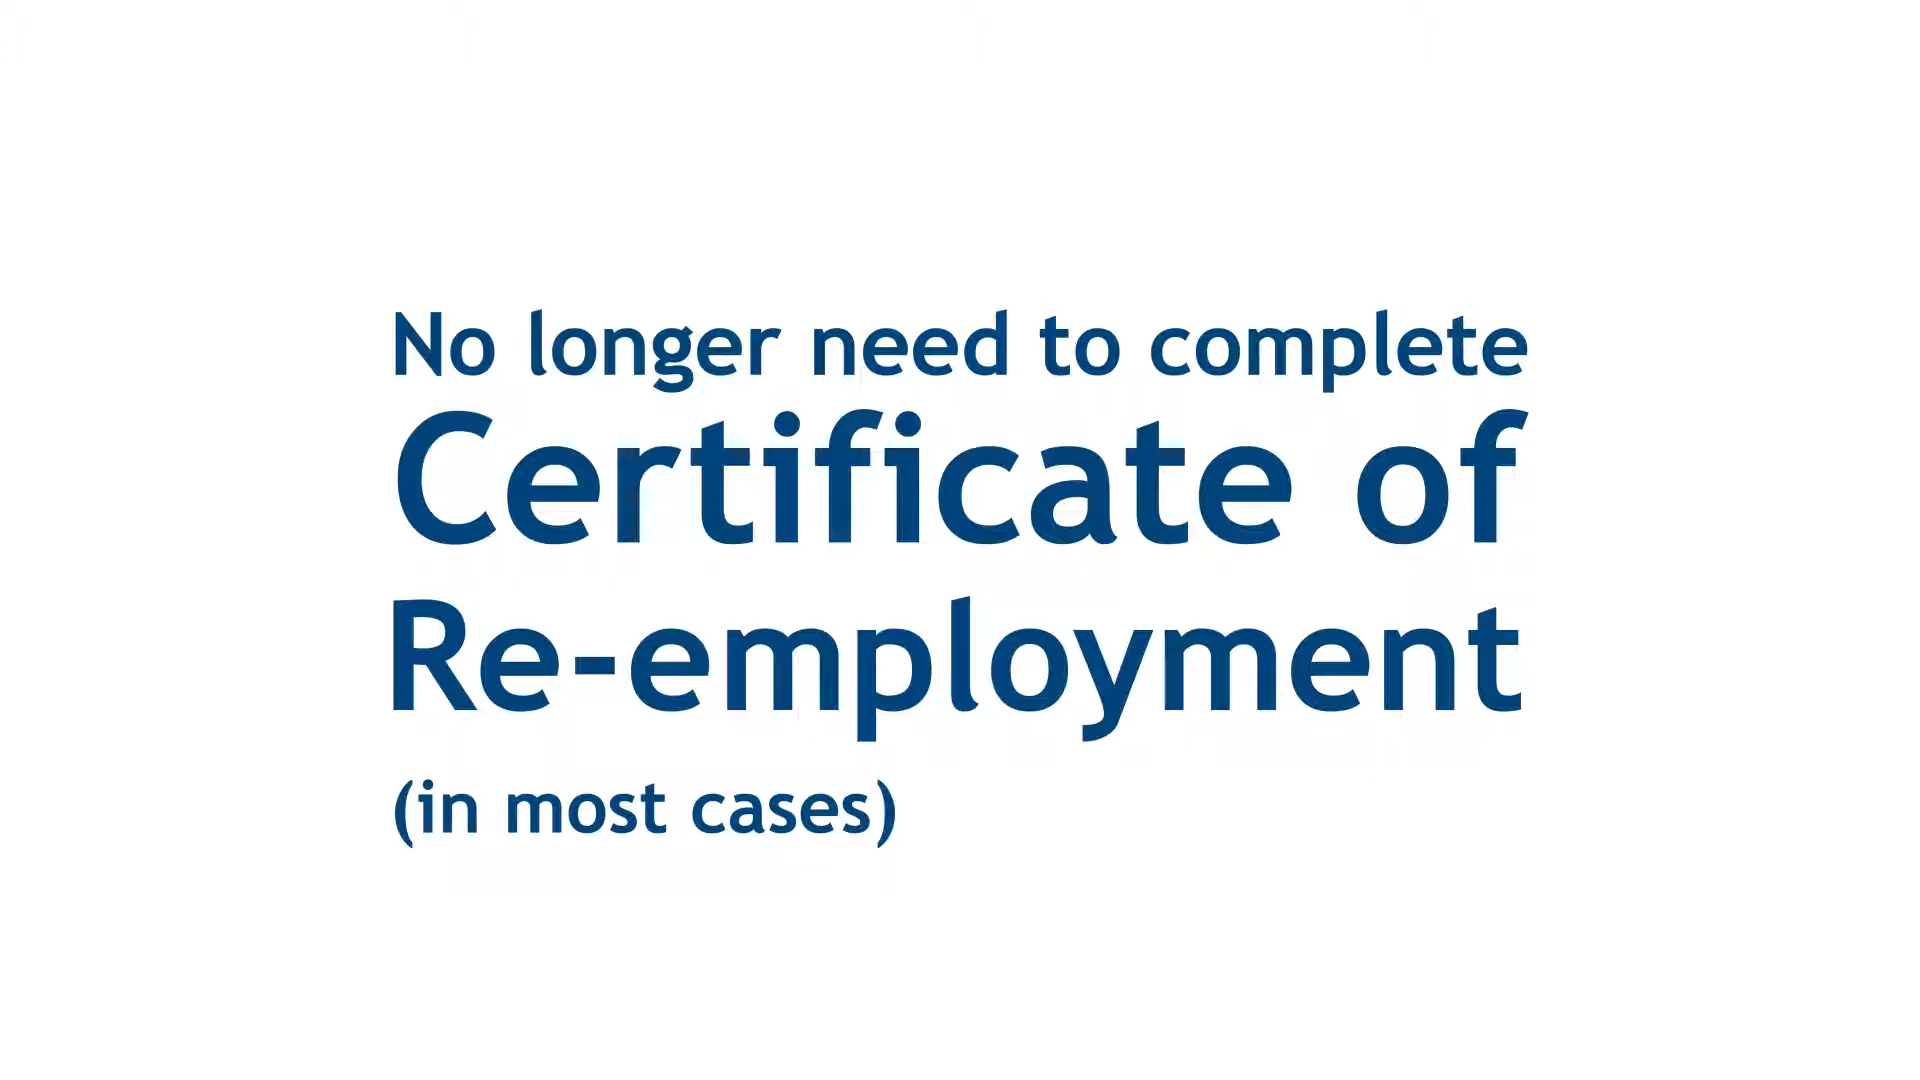 No longer need to complete
Certificate of
Re-employment
(in most cases)